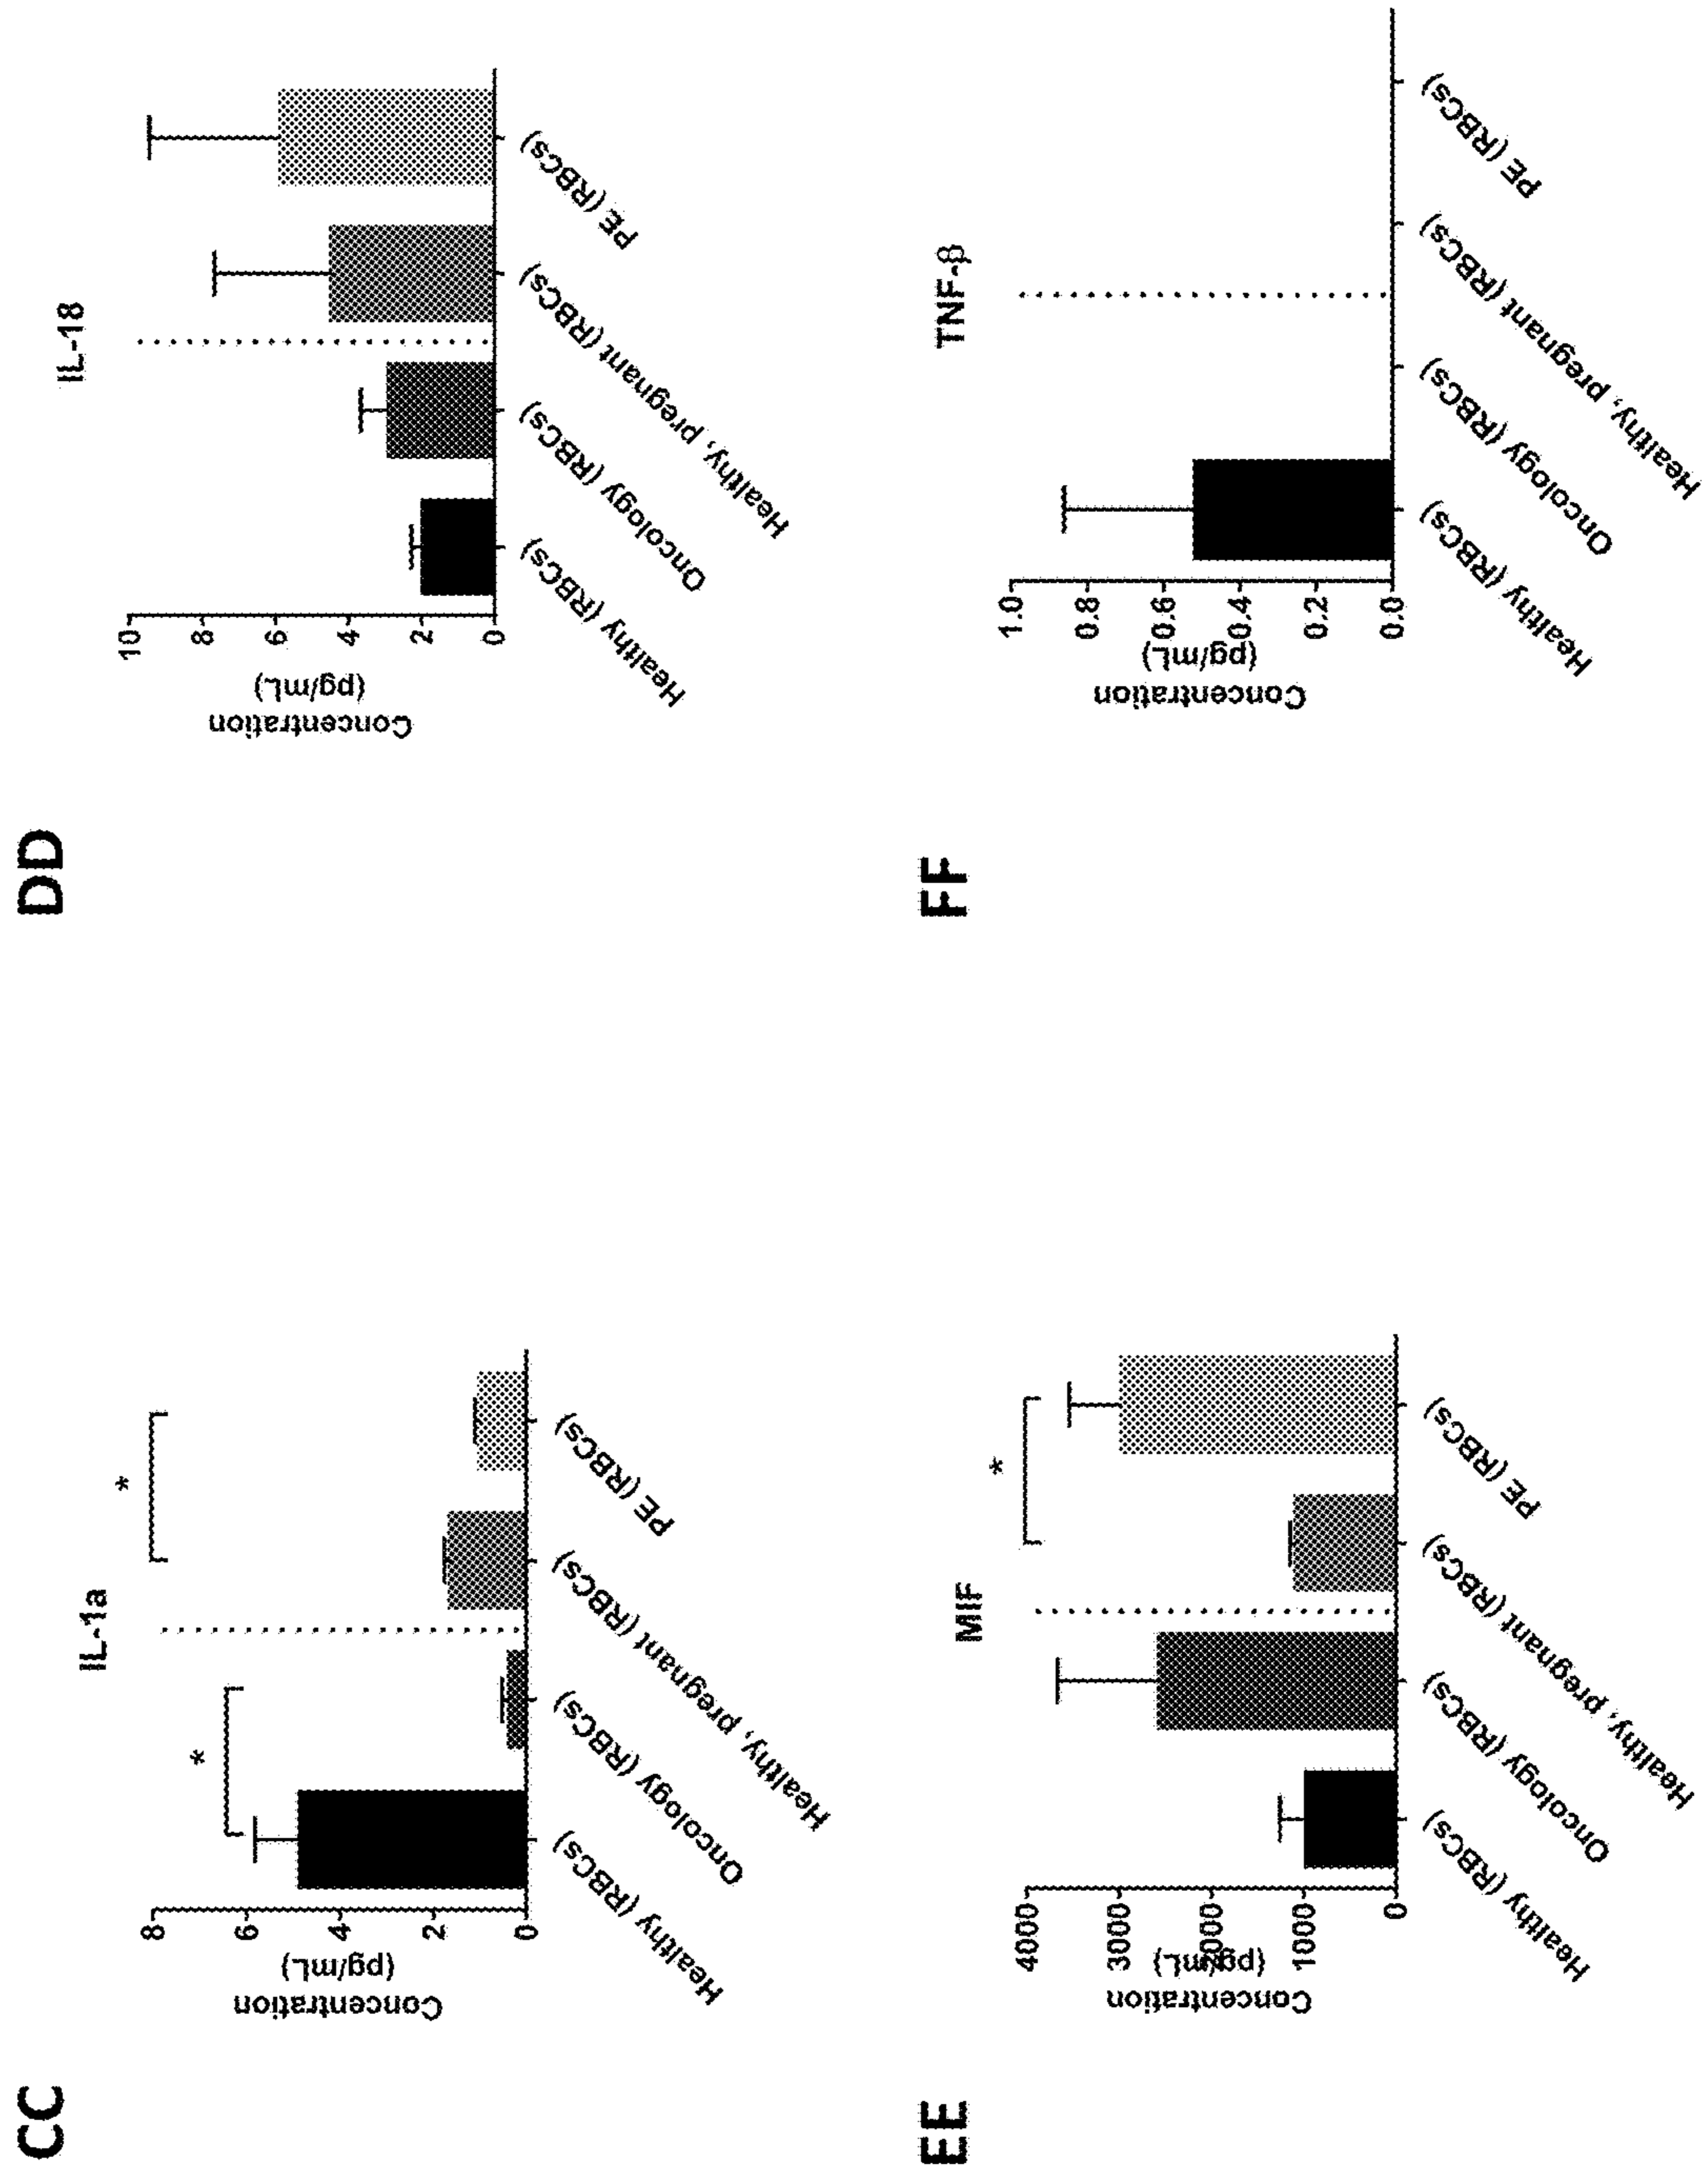 CC
IL-1a
*
*
Concentration
(pg/mL)
8
6
4
2
0
Healthy (RBCs)
Oncology (RBCs)
Healthy, pregnant (RBCs)
PE (RBCs)
DD
IL-18
Concentration
(pg/mL)
10
8
6
4
2
0
Healthy (RBCs)
Oncology (RBCs)
Healthy, pregnant (RBCs)
PE (RBCs)
EE
MIF
*
Concentration
(pg/mL)
4000
3000
2000
1000
0
Healthy (RBCs)
Oncology (RBCs)
Healthy, pregnant (RBCs)
PE (RBCs)
FF
TNF-β
Concentration
(pg/mL)
1.0
0.8
0.6
0.4
0.2
0.0
Healthy (RBCs)
Oncology (RBCs)
Healthy, pregnant (RBCs)
PE (RBCs)